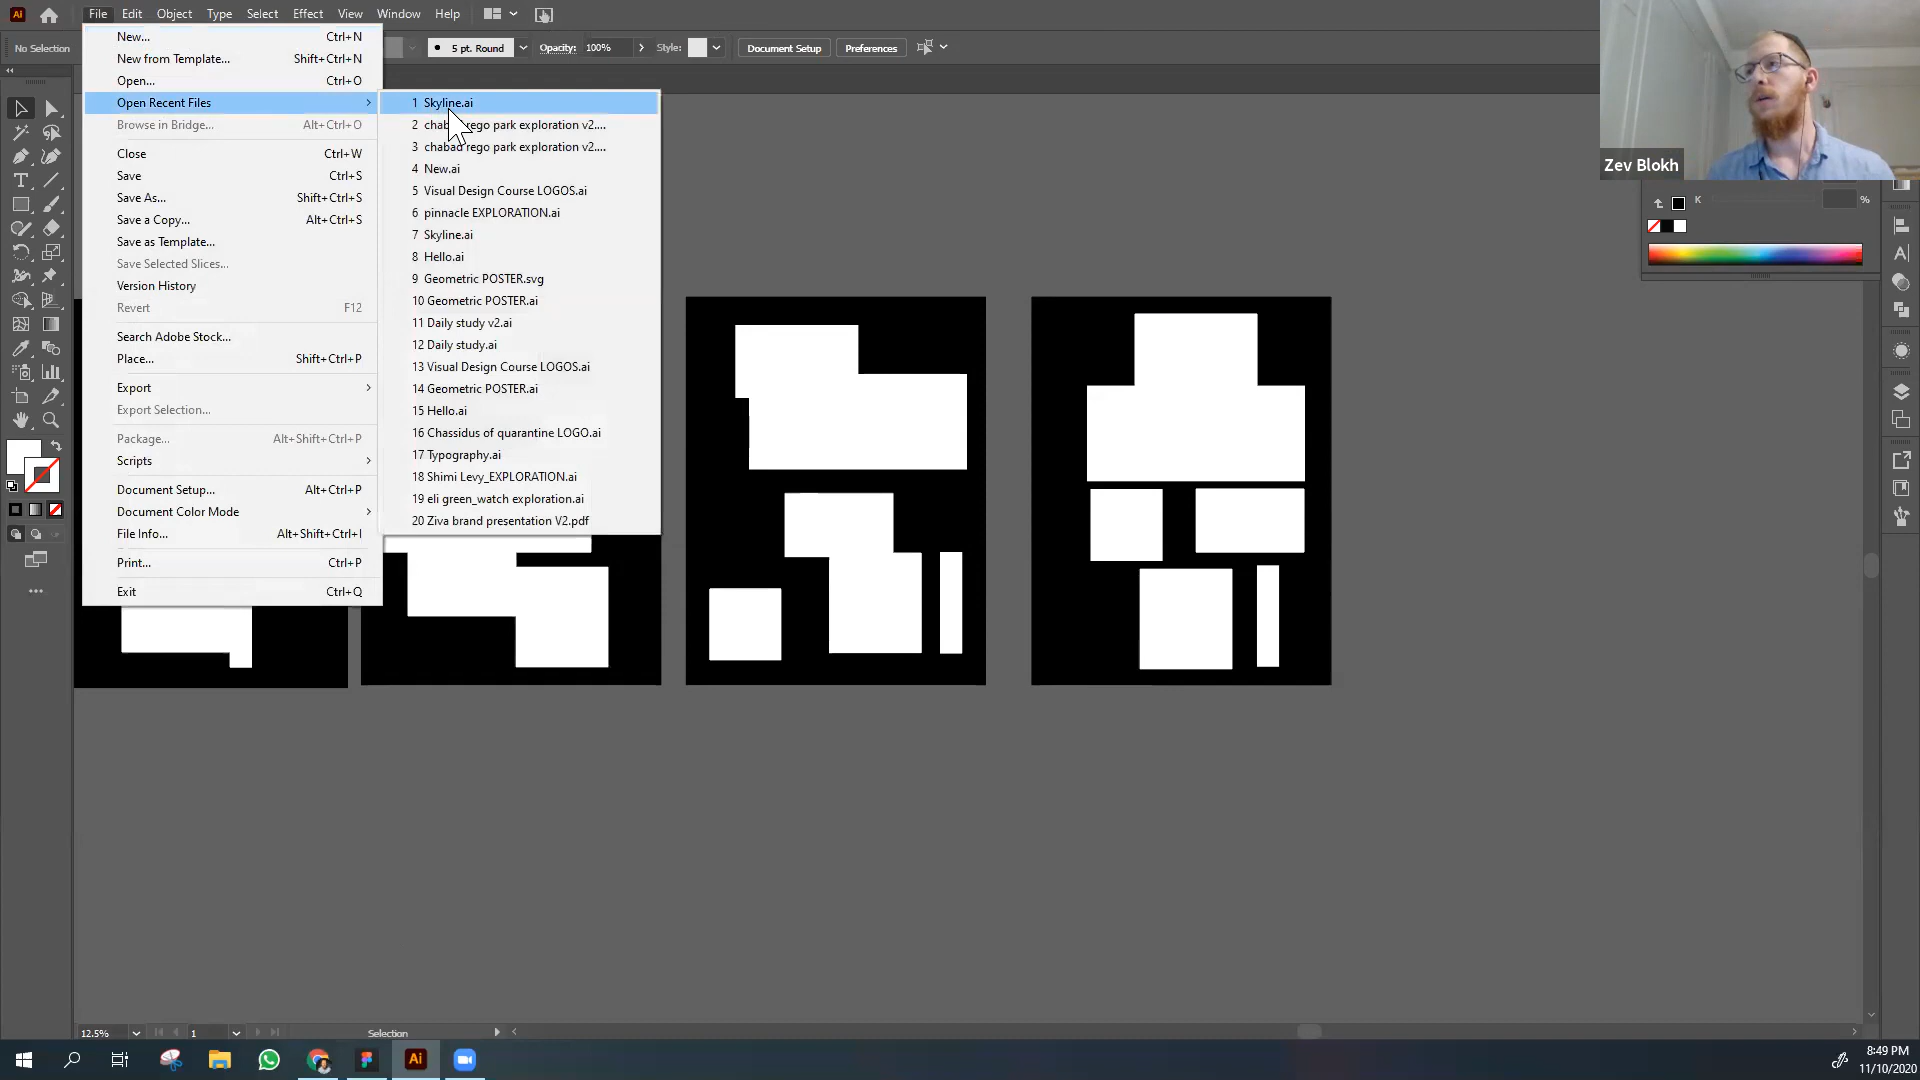 Ai File Edit Object Type Select Effect View Window Help
No Selection 5 pt. Round Opacity: 100% Style: Document Setup Preferences
New... Ctrl+N
New from Template... Shift+Ctrl+N
Open... Ctrl+O
Open Recent Files
Browse in Bridge... Alt+Ctrl+O
Close Ctrl+W
Save Ctrl+S
Save As... Shift+Ctrl+S
Save a Copy... Alt+Ctrl+S
Save as Template...
Save Selected Slices...
Version History
Revert F12
Search Adobe Stock...
Place... Shift+Ctrl+P
Export
Export Selection...
Package... Alt+Shift+Ctrl+P
Scripts
Document Setup... Alt+Ctrl+P
Document Color Mode
File Info... Alt+Shift+Ctrl+I
Print... Ctrl+P
Exit Ctrl+Q
1 Skyline.ai
2 chabad rego park exploration v2....
3 chabad rego park exploration v2....
4 New.ai
5 Visual Design Course LOGOS.ai
6 pinnacle EXPLORATION.ai
7 Skyline.ai
8 Hello.ai
9 Geometric POSTER.svg
10 Geometric POSTER.ai
11 Daily study v2.ai
12 Daily study.ai
13 Visual Design Course LOGOS.ai
14 Geometric POSTER.ai
15 Hello.ai
16 Chassidus of quarantine LOGO.ai
17 Typography.ai
18 Shimi Levy_EXPLORATION.ai
19 eli green_watch exploration.ai
20 Ziva brand presentation V2.pdf
Zev Blokh
K %
12.5% 1 Selection
Ai
8:49 PM
11/10/2020